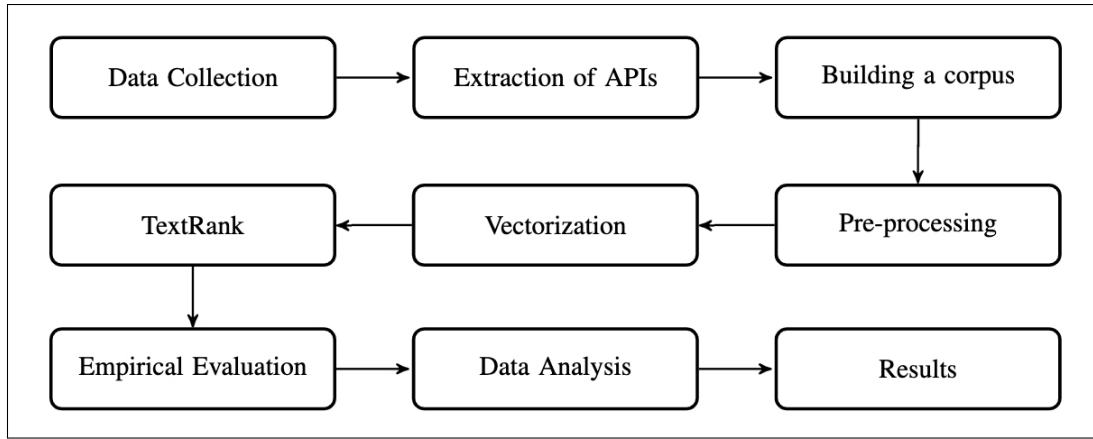 Data Collection
Extraction of APIs
Building a corpus
Pre-processing
Vectorization
TextRank
Empirical Evaluation
Data Analysis
Results